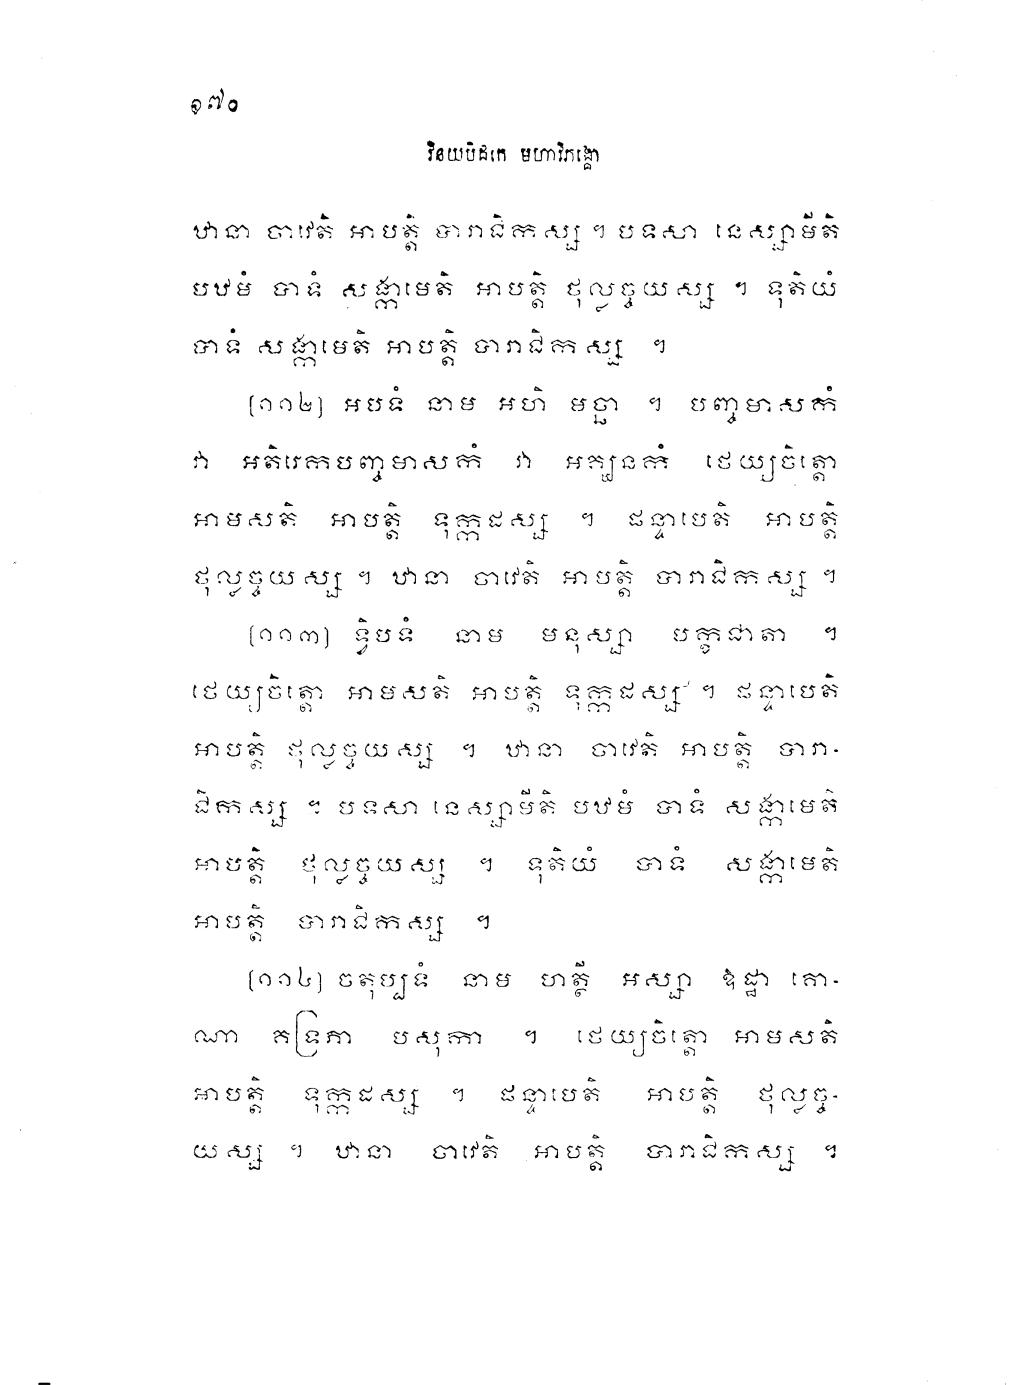 ១៧០
វិនយបិដកេ មហាវិភង្គោ
ឋានា ចាវេតិ អាបត្តិ បារាជិកស្ស ។ បទសា នេស្សាមីតិ
បឋមំ បាទំ សង្កាមេតិ អាបត្តិ ថុល្លច្ចយស្ស ។ ទុតិយំ
បាទំ សង្កាមេតិ អាបត្តិ បារាជិកស្ស ។
[១១២] អបទំ នាម អហិ មច្ឆា ។ បញ្ចមាសកំ
វា អតិរេកបញ្ចមាសកំ វា អគ្ឃនកំ ថេយ្យចិត្តោ
អាមសតិ អាបត្តិ ទុក្កដស្ស ។ ផន្ទាបេតិ អាបត្តិ
ថុល្លច្ចយស្ស ។ ឋានា ចាវេតិ អាបត្តិ បារាជិកស្ស ។
[១១៣] ទ្វិបទំ នាម មនុស្សា បក្ខជាតា ។
ថេយ្យចិត្តោ អាមសតិ អាបត្តិ ទុក្កដស្ស ។ ផន្ទាបេតិ
អាបត្តិ ថុល្លច្ចយស្ស ។ ឋានា ចាវេតិ អាបត្តិ បារា-
ជិកស្ស ។ បទសា នេស្សាមីតិ បឋមំ បាទំ សង្កាមេតិ
អាបត្តិ ថុល្លច្ចយស្ស ។ ទុតិយំ បាទំ សង្កាមេតិ
អាបត្តិ បារាជិកស្ស ។
[១១៤] ចតុប្បទំ នាម ហត្ថី អស្សា ឱដ្ឋា គោ-
ណា គទ្រភា បសុកា ។ ថេយ្យចិត្តោ អាមសតិ
អាបត្តិ ទុក្កដស្ស ។ ផន្ទាបេតិ អាបត្តិ ថុល្លច្ច-
យស្ស ។ ឋានា ចាវេតិ អាបត្តិ បារាជិកស្ស ។